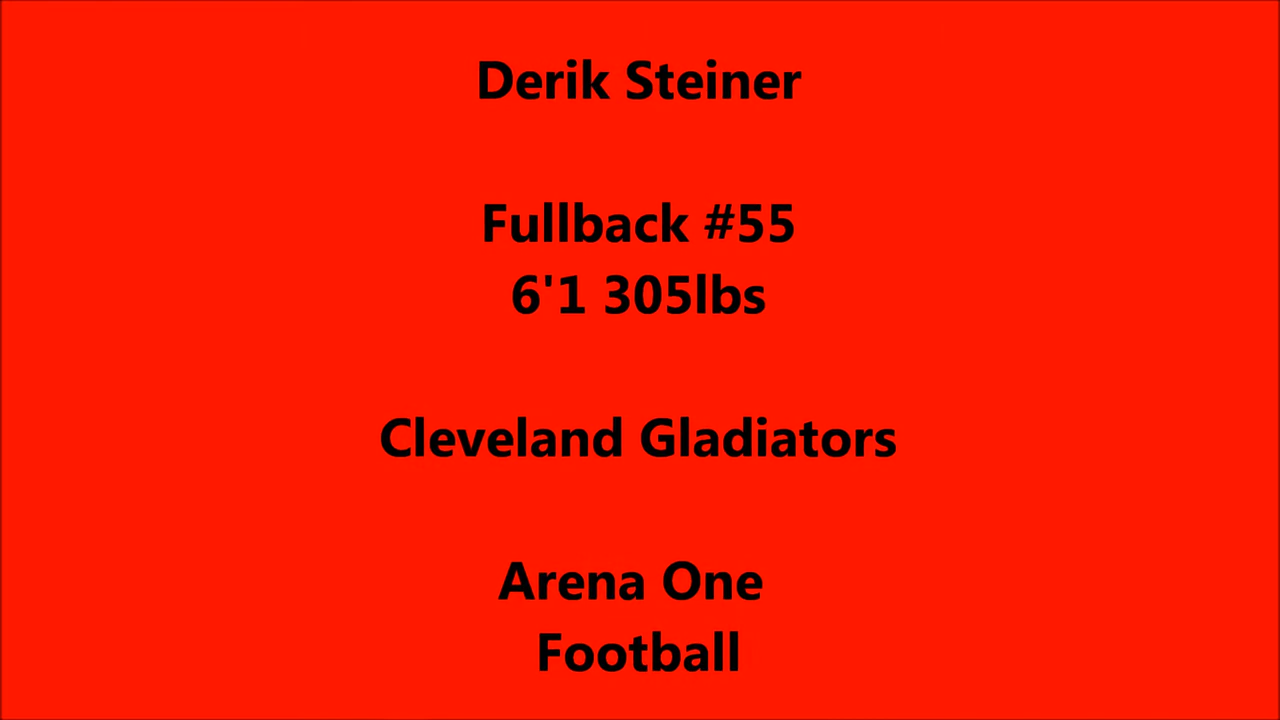 Derik Steiner
Fullback #55
6'1 305lbs
Cleveland Gladiators
Arena One
Football